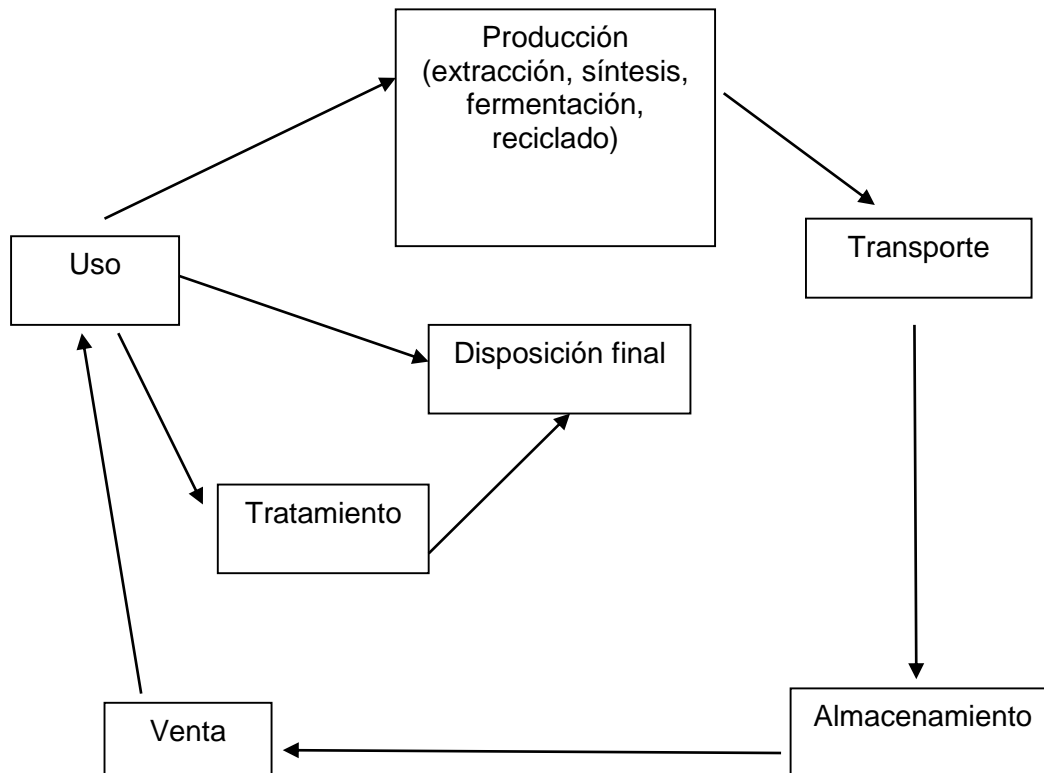 Producción
(extracción, síntesis,
fermentación,
reciclado)
Transporte
Uso
Disposición final
Tratamiento
Almacenamiento
Venta